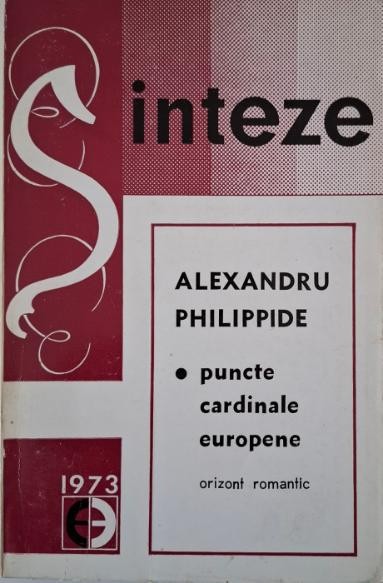 Sinteze
ALEXANDRU
PHILIPPIDE
• puncte
cardinale
europene
orizont romantic
1973